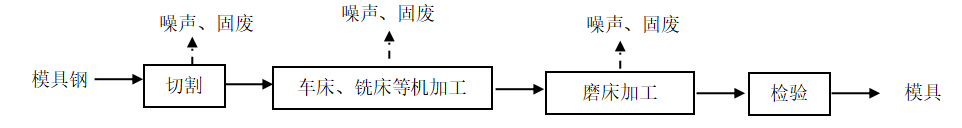 噪声、固废
噪声、固废
噪声、固废
模具钢
切割
车床、铣床等机加工
磨床加工
检验
模具